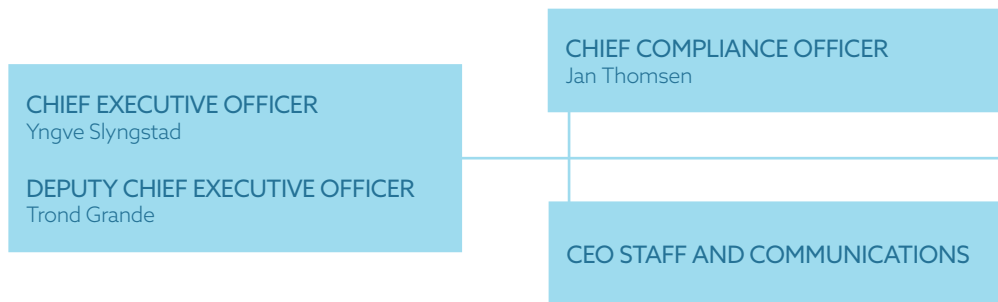 CHIEF EXECUTIVE OFFICER
Yngve Slyngstad
DEPUTY CHIEF EXECUTIVE OFFICER
Trond Grande
CHIEF COMPLIANCE OFFICER
Jan Thomsen
CEO STAFF AND COMMUNICATIONS